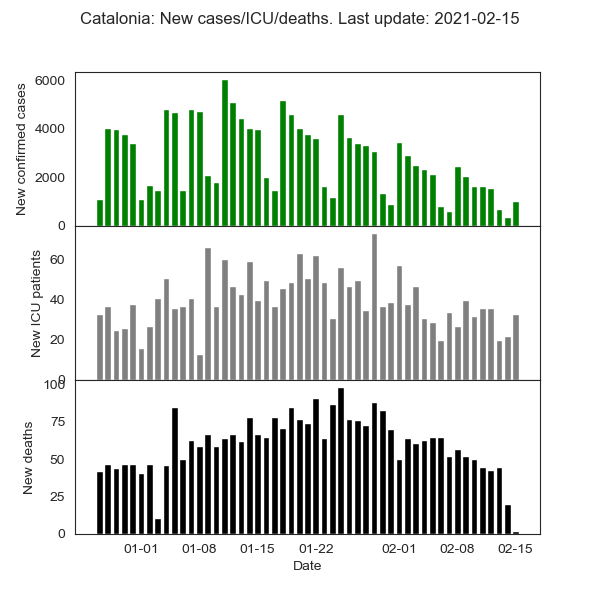 Catalonia: New cases/ICU/deaths. Last update: 2021-02-15
New confirmed cases
6000
4000
2000
0
New ICU patients
60
40
20
0
New deaths
100
75
50
25
0
01-01 01-08 01-15 01-22 02-01 02-08 02-15
Date